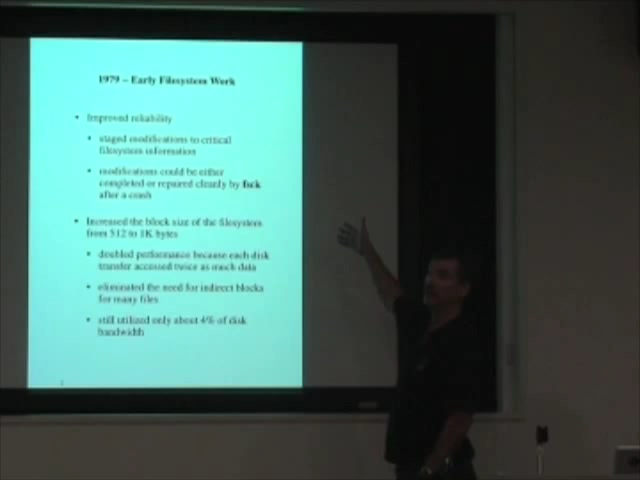 1979 – Early Filesystem Work
• Improved reliability
• staged modifications to critical
filesystem information
• modifications could be either
completed or repaired cleanly by fsck
after a crash
• Increased the block size of the filesystem
from 512 to 1K bytes
• doubled performance because each disk
transfer accessed twice as much data
• eliminated the need for indirect blocks
for many files
• still utilized only about 4% of disk
bandwidth